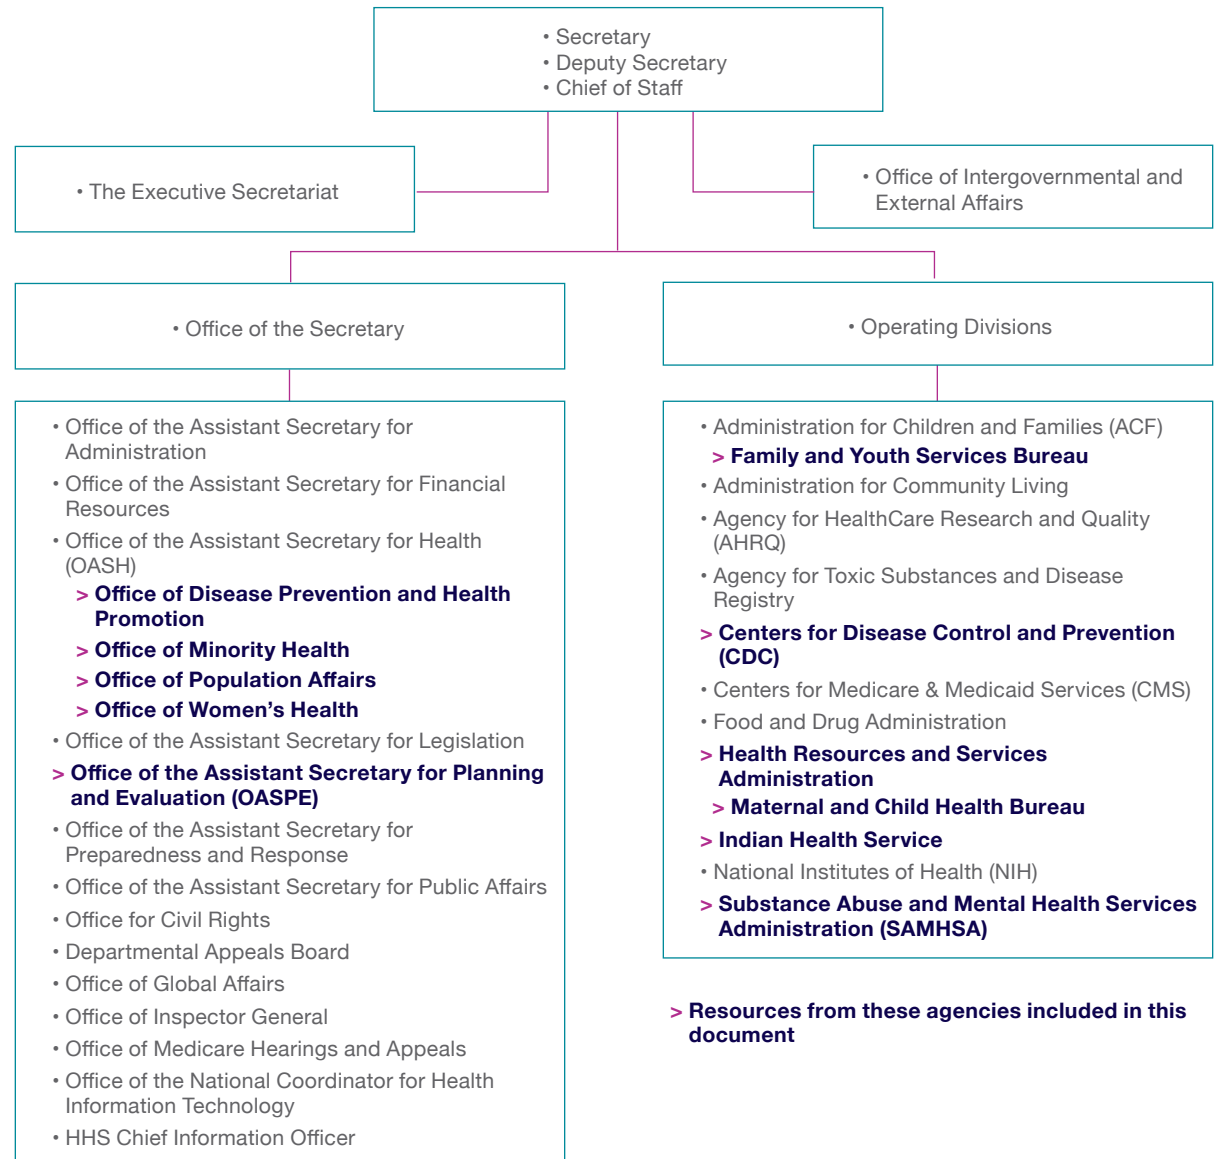 • Secretary
• Deputy Secretary
• Chief of Staff
• The Executive Secretariat
• Office of Intergovernmental and
External Affairs
• Office of the Secretary
• Operating Divisions
• Office of the Assistant Secretary for
Administration
• Office of the Assistant Secretary for Financial
Resources
• Office of the Assistant Secretary for Health
(OASH)
> Office of Disease Prevention and Health
Promotion
> Office of Minority Health
> Office of Population Affairs
> Office of Women’s Health
• Office of the Assistant Secretary for Legislation
> Office of the Assistant Secretary for Planning
and Evaluation (OASPE)
• Office of the Assistant Secretary for
Preparedness and Response
• Office of the Assistant Secretary for Public Affairs
• Office for Civil Rights
• Departmental Appeals Board
• Office of Global Affairs
• Office of Inspector General
• Office of Medicare Hearings and Appeals
• Office of the National Coordinator for Health
Information Technology
• HHS Chief Information Officer
• Administration for Children and Families (ACF)
> Family and Youth Services Bureau
• Administration for Community Living
• Agency for HealthCare Research and Quality
(AHRQ)
• Agency for Toxic Substances and Disease
Registry
> Centers for Disease Control and Prevention
(CDC)
• Centers for Medicare & Medicaid Services (CMS)
• Food and Drug Administration
> Health Resources and Services
Administration
> Maternal and Child Health Bureau
> Indian Health Service
• National Institutes of Health (NIH)
> Substance Abuse and Mental Health Services
Administration (SAMHSA)
> Resources from these agencies included in this
document